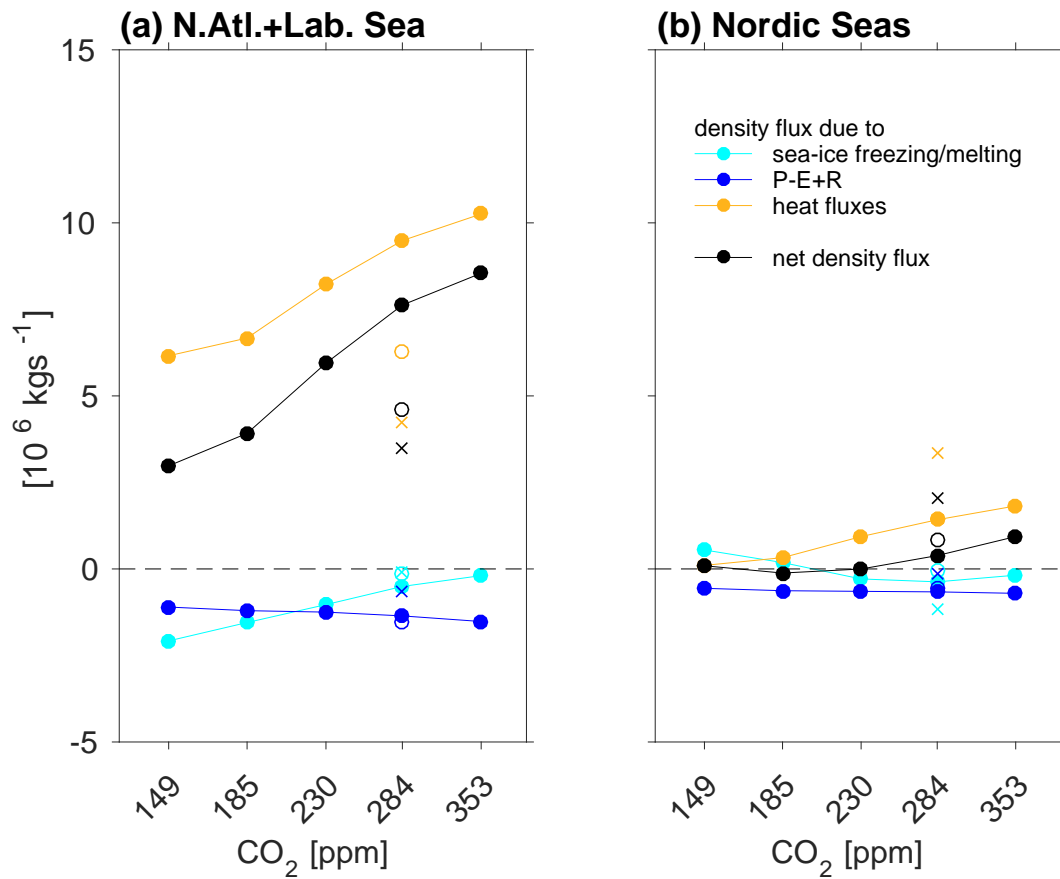 (a) N.Atl.+Lab. Sea
(b) Nordic Seas
15
10
5
0
-5
[10 6 kgs -1]
149
185
230
284
353
CO2 [ppm]
density flux due to
sea-ice freezing/melting
P-E+R
heat fluxes
net density flux
149
185
230
284
353
CO2 [ppm]